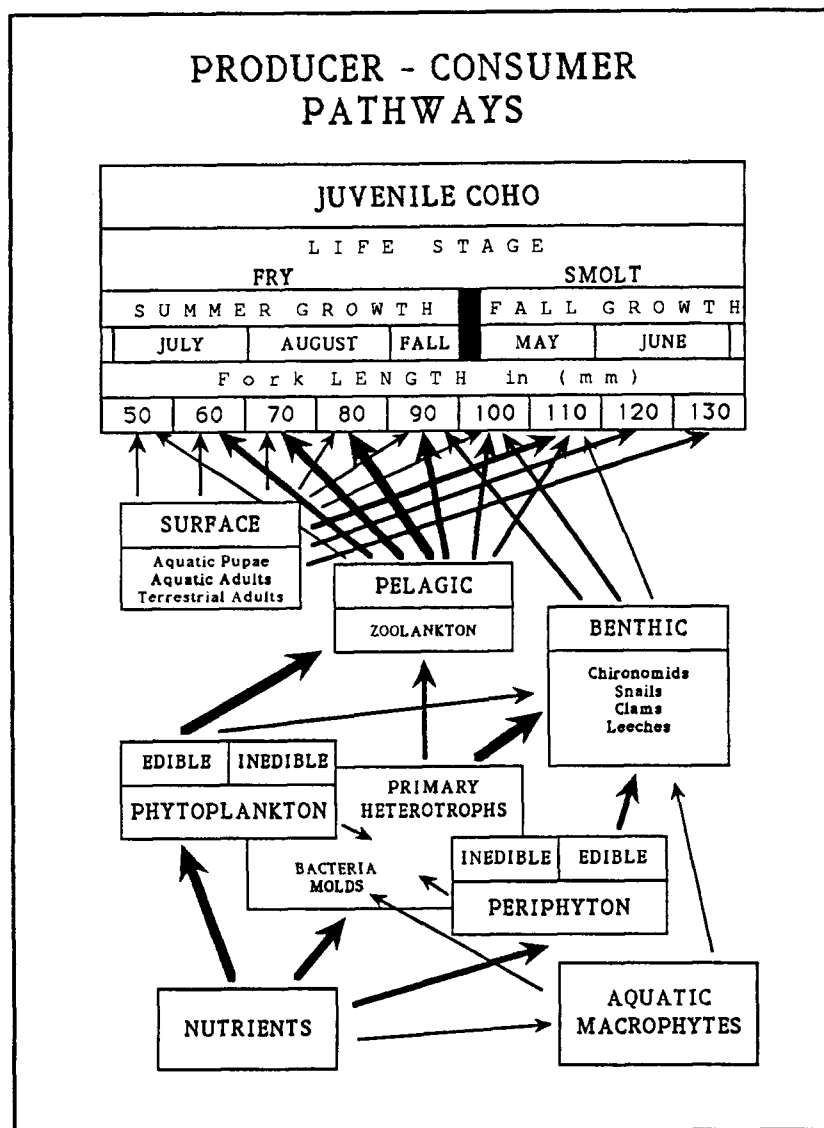 PRODUCER - CONSUMER
PATHWAYS
JUVENILE COHO
LIFE STAGE
FRY SMOLT
SUMMER GROWTH FALL GROWTH
JULY AUGUST FALL MAY JUNE
Fork LENGTH in (mm)
50 60 70 80 90 100 110 120 130
SURFACE
Aquatic Pupae
Aquatic Adults
Terrestrial Adults
PELAGIC
ZOOLANKTON
BENTHIC
Chironomids
Snails
Clams
Leeches
EDIBLE INEDIBLE
PHYTOPLANKTON
PRIMARY
HETEROTROPHS
BACTERIA
MOLDS
INEDIBLE EDIBLE
PERIPHYTON
NUTRIENTS
AQUATIC
MACROPHYTES